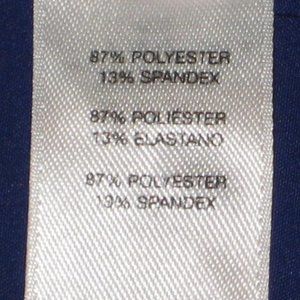 87% POLYESTER
13% SPANDEX
87% POLIÉSTER
13% ELASTANO
87% POLYESTER
13% SPANDEX